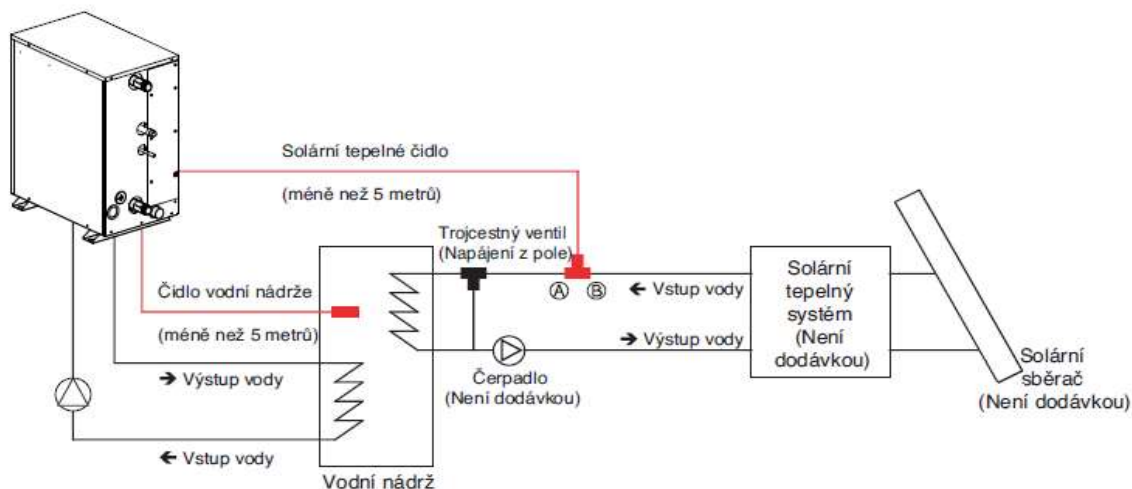 Solární tepelné čidlo
(méně než 5 metrů)
Trojcestný ventil
(Napájení z pole)
Čidlo vodní nádrže
(méně než 5 metrů)
Ⓐ Ⓑ
← Vstup vody
Solární
tepelný
systém
(Není
dodávkou)
→ Výstup vody
Čerpadlo
(Není dodávkou)
Solární
sběrač
(Není dodávkou)
→ Výstup vody
← Vstup vody
Vodní nádrž